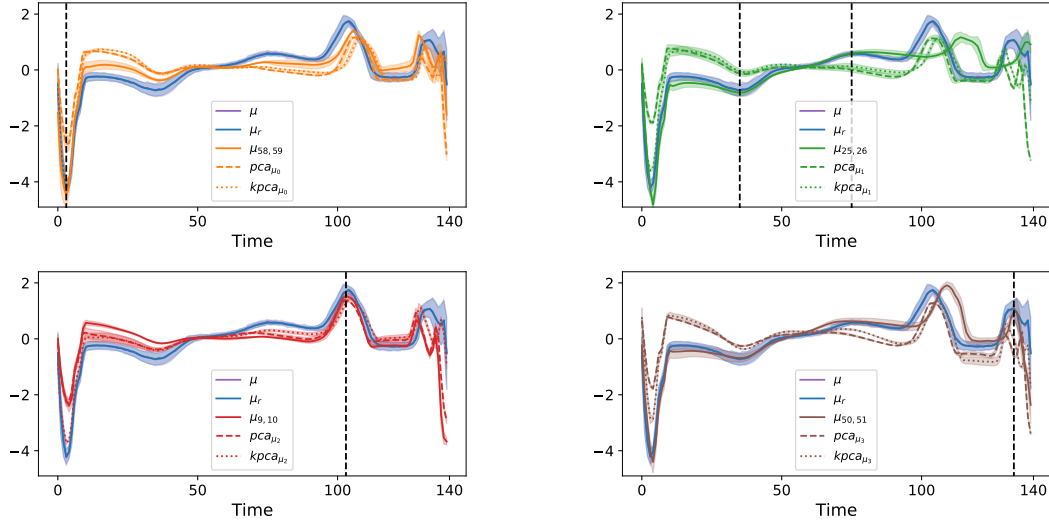 2
0
−2
−4
μ
μ_r
μ_{58,59}
pca_{μ_0}
kpca_{μ_0}
0 50 100 140
Time
2
0
−2
−4
μ
μ_r
μ_{25,26}
pca_{μ_1}
kpca_{μ_1}
0 50 100 140
Time
2
0
−2
−4
μ
μ_r
μ_{9,10}
pca_{μ_2}
kpca_{μ_2}
0 50 100 140
Time
2
0
−2
−4
μ
μ_r
μ_{50,51}
pca_{μ_3}
kpca_{μ_3}
0 50 100 140
Time